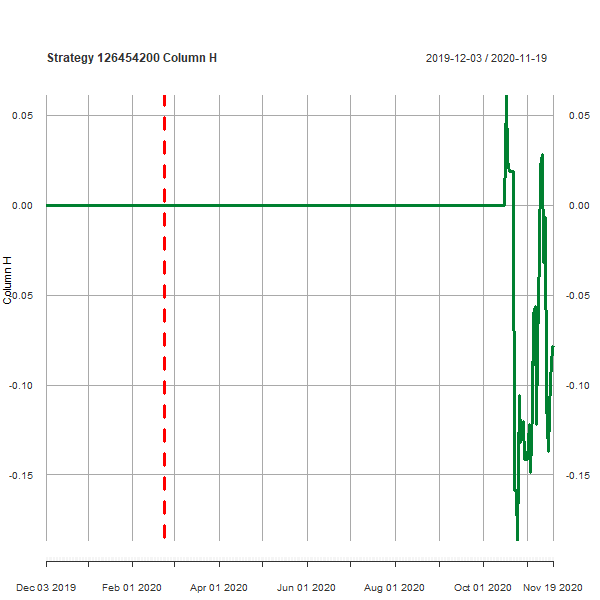 Strategy 126454200 Column H
2019-12-03 / 2020-11-19
0.05 0.05
0.00 0.00
Column H
-0.05 -0.05
-0.10 -0.10
-0.15 -0.15
Dec 03 2019 Feb 01 2020 Apr 01 2020 Jun 01 2020 Aug 01 2020 Oct 01 2020 Nov 19 2020